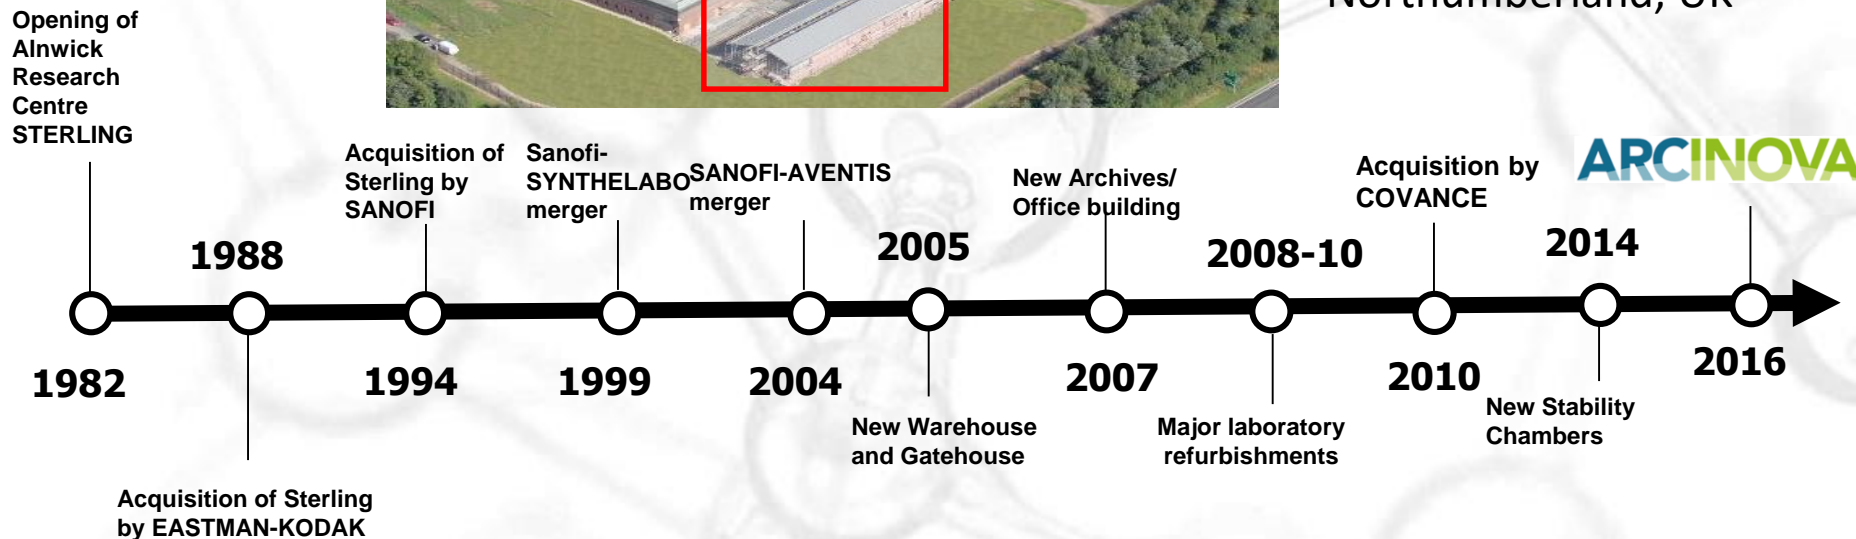 Northumberland, UK
Opening of
Alnwick
Research
Centre
STERLING
1988
Acquisition of
Sterling by
SANOFI
Sanofi-
SYNTHELABO
merger
SANOFI-AVENTIS
merger
2005
New Archives/
Office building
2008-10
Acquisition by
COVANCE
2014
ARCINOVA
1982
1994
1999
2004
2007
2010
2016
Acquisition of Sterling
by EASTMAN-KODAK
New Warehouse
and Gatehouse
Major laboratory
refurbishments
New Stability
Chambers